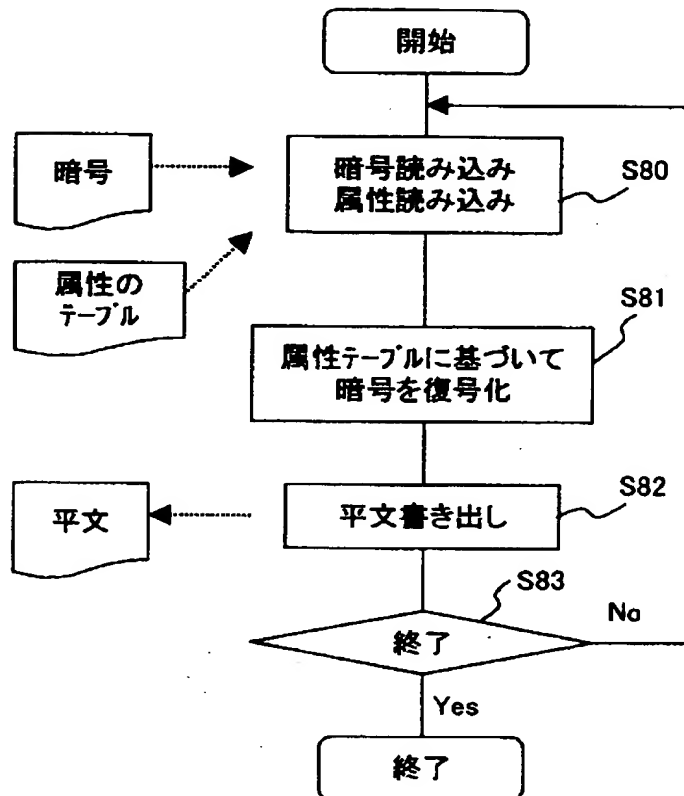 開始
暗号
暗号読み込み
属性読み込み
S80
属性の
テーブル
S81
属性テーブルに基づいて
暗号を復号化
S82
平文
平文書き出し
S83
終了
Na
Yes
終了